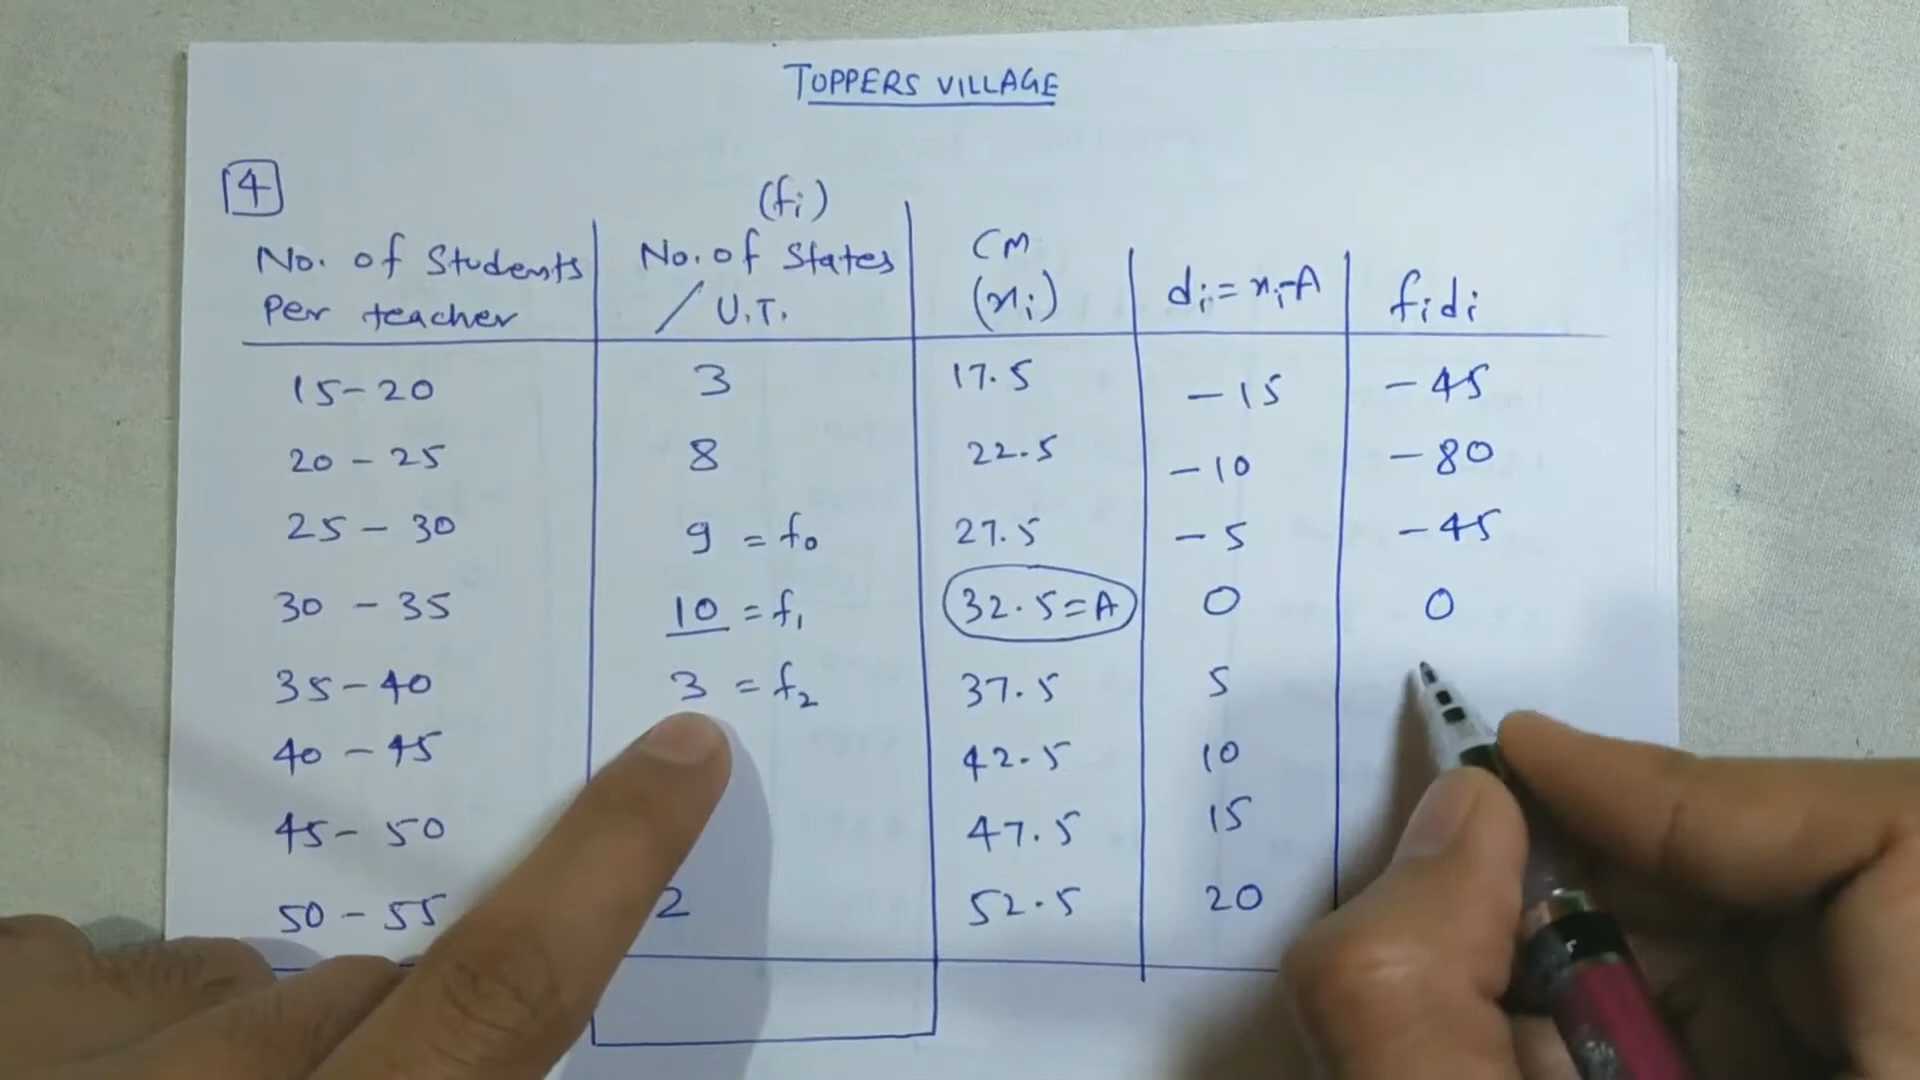 TOPPERS VILLAGE
4
(fi)
No. of Students Per teacher | No. of States / U.T. | CM (xi) | di = xi-A | fidi
15-20 3 17.5 -15 -45
20-25 8 22.5 -10 -80
25-30 9 = f0 27.5 -5 -45
30-35 10 = f1 32.5=A 0 0
35-40 3 = f2 37.5 5
40-45 42.5 10
45-50 47.5 15
50-55 2 52.5 20